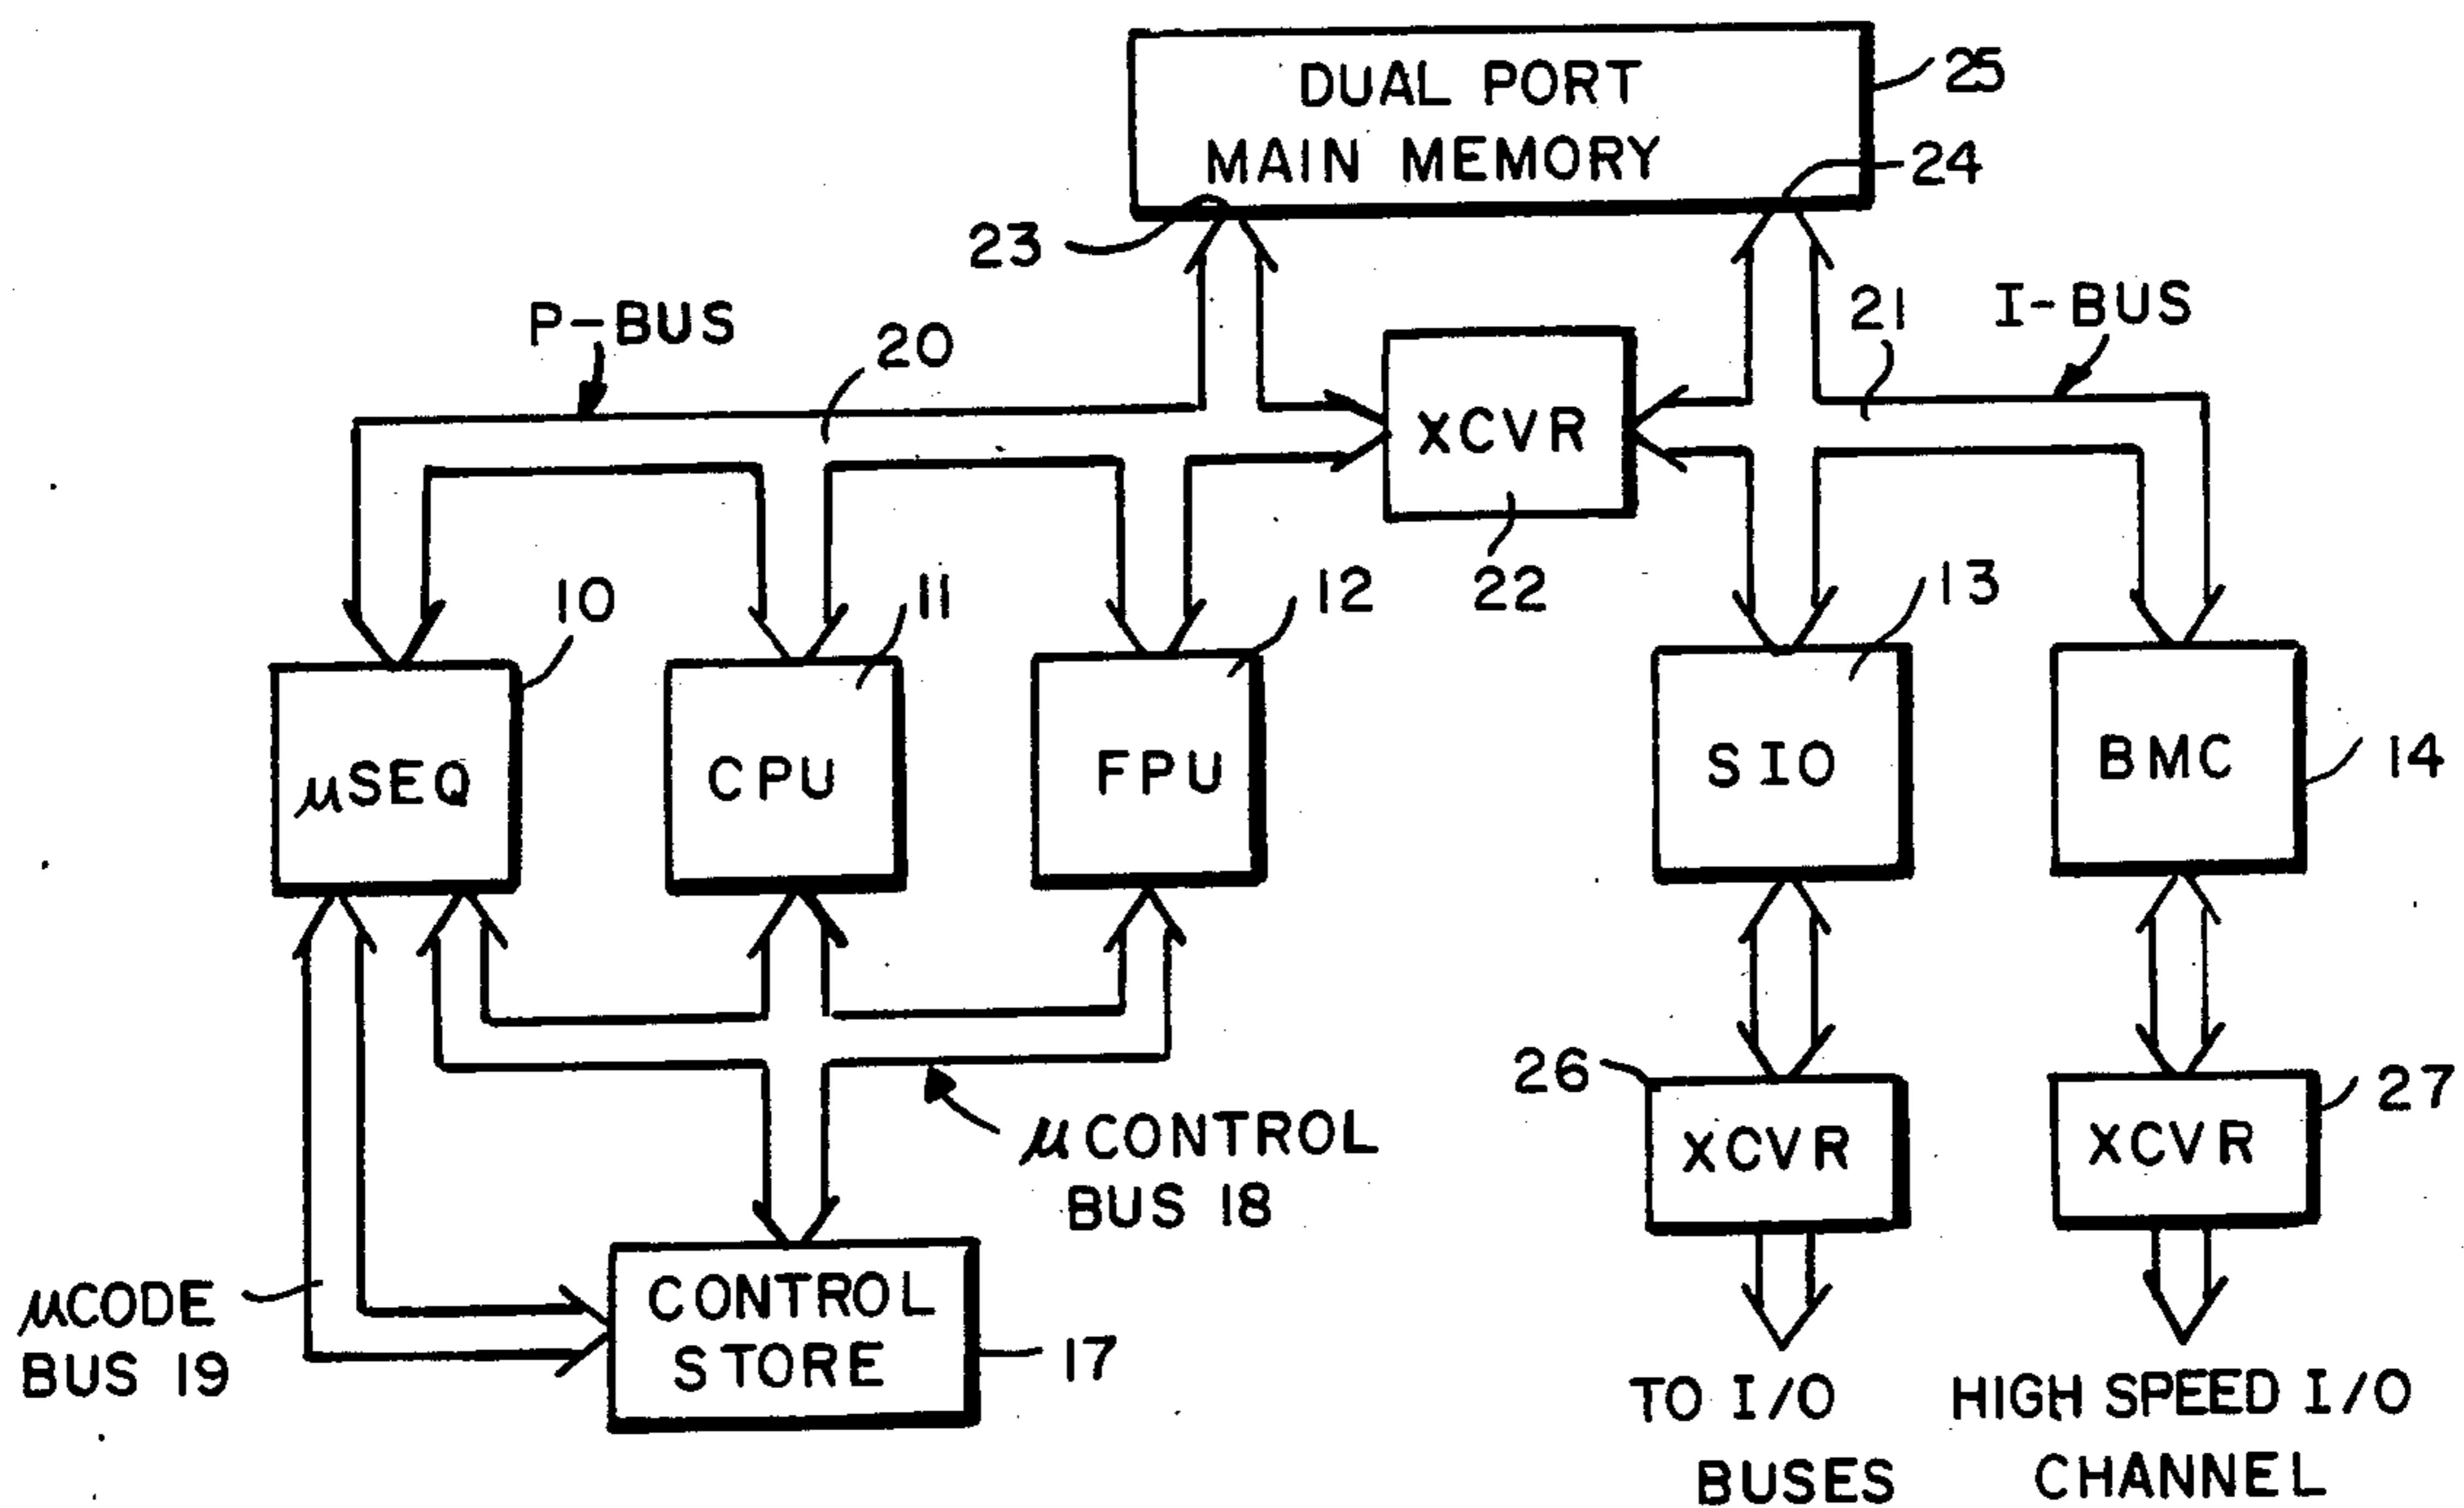 DUAL PORT
MAIN MEMORY
25
24
23
P-BUS
20
21
I-BUS
XCVR
22
10
11
12
13
14
μSEQ
CPU
FPU
SIO
BMC
μCONTROL
BUS 18
26
XCVR
27
XCVR
μCODE
BUS 19
CONTROL
STORE
17
TO I/O
BUSES
HIGH SPEED I/O
CHANNEL